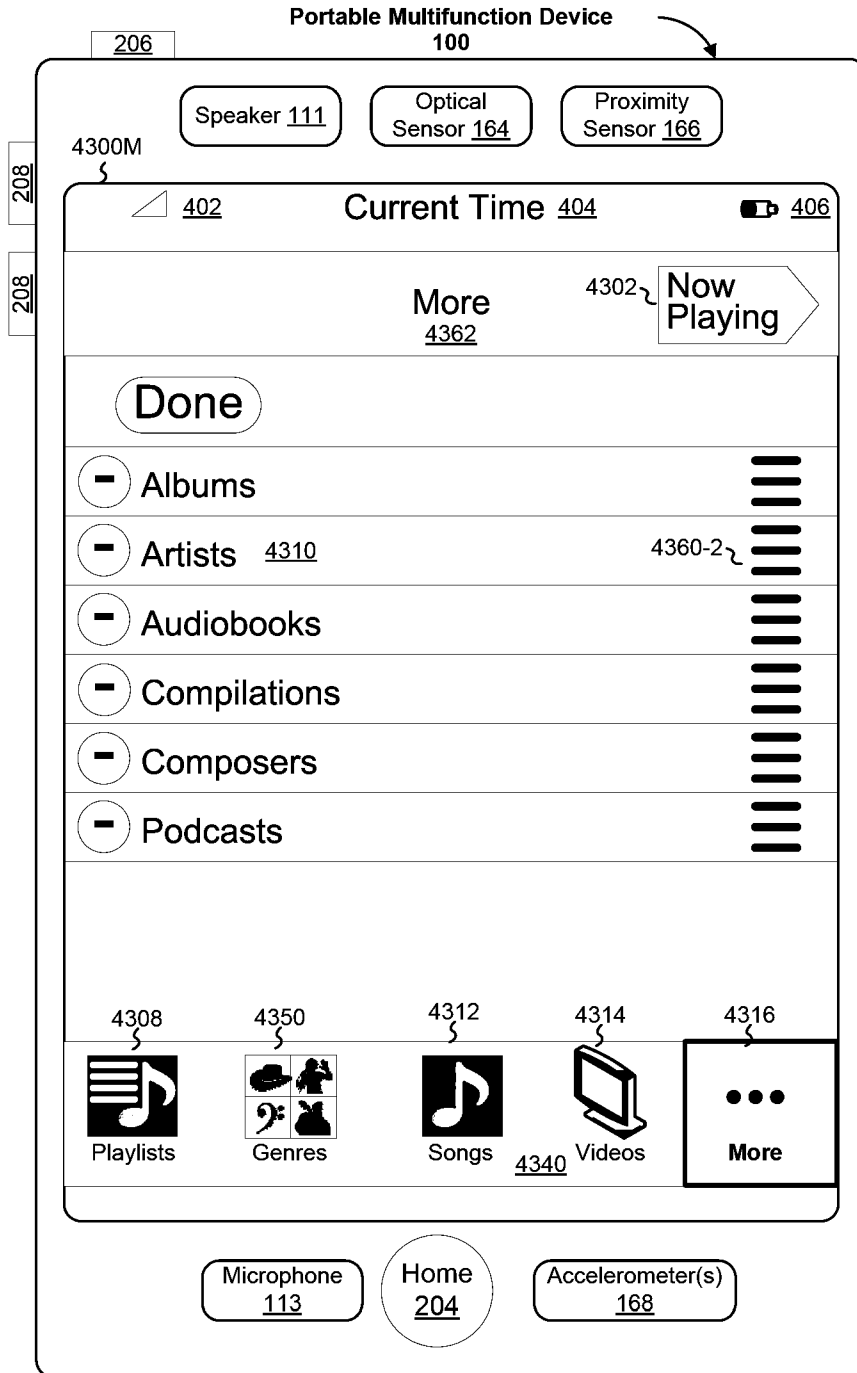 Portable Multifunction Device
100
206
Speaker 111
Optical
Sensor 164
Proximity
Sensor 166
208
208
4300M
402
Current Time 404
406
More
4362
4302
Now
Playing
Done
- Albums
- Artists 4310
4360-2
- Audiobooks
- Compilations
- Composers
- Podcasts
4308
4350
4312
4314
4316
Playlists
Genres
Songs
4340
Videos
More
Microphone
113
Home
204
Accelerometer(s)
168